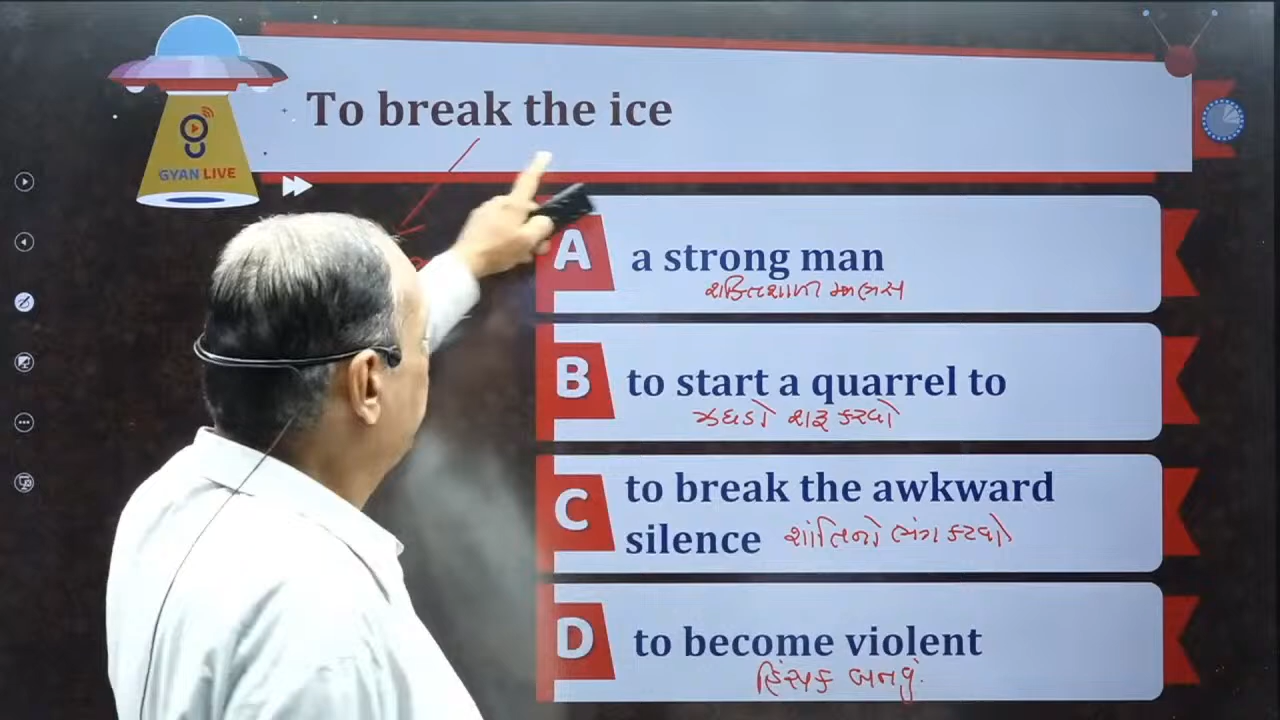 To break the ice
GYAN LIVE
A
a strong man
શક્તિશાળી માણસ
B
to start a quarrel to
ઝઘડો શરૂ કરવો
C
to break the awkward
silence શાંતિનો ભંગ કરવો
D
to become violent
હિંસક બનવું.